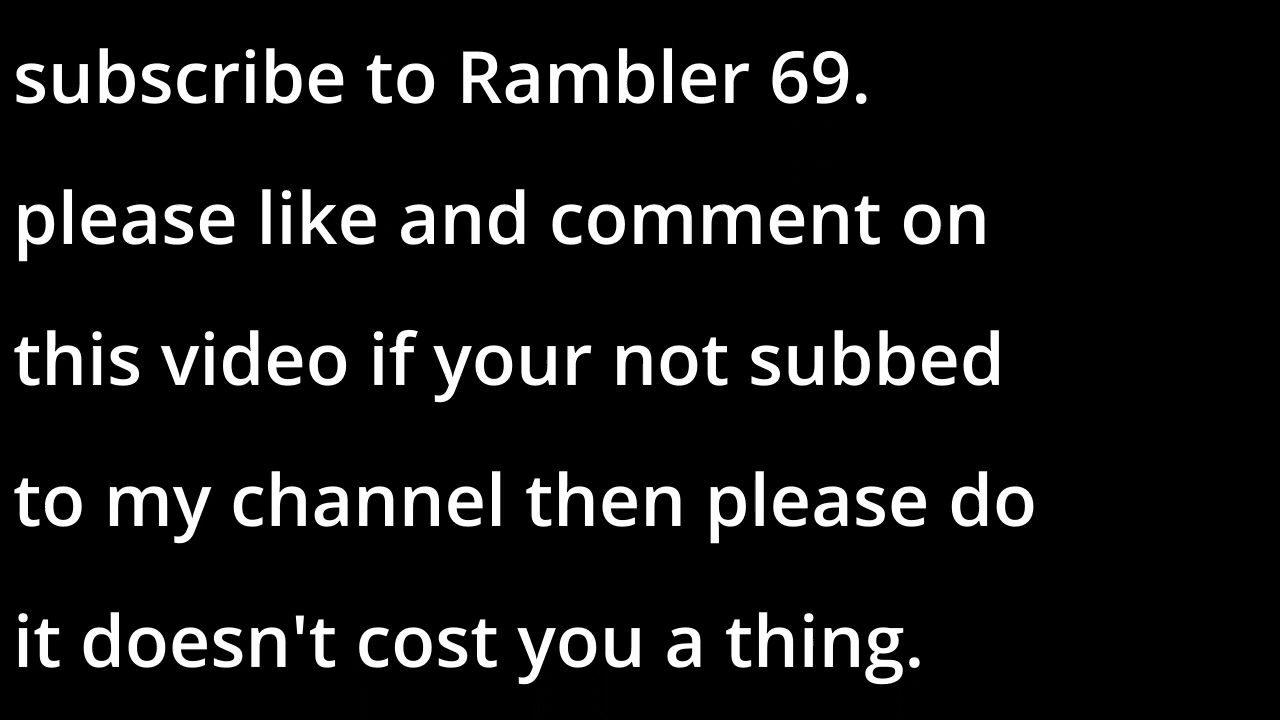 subscribe to Rambler 69.
please like and comment on
this video if your not subbed
to my channel then please do
it doesn't cost you a thing.